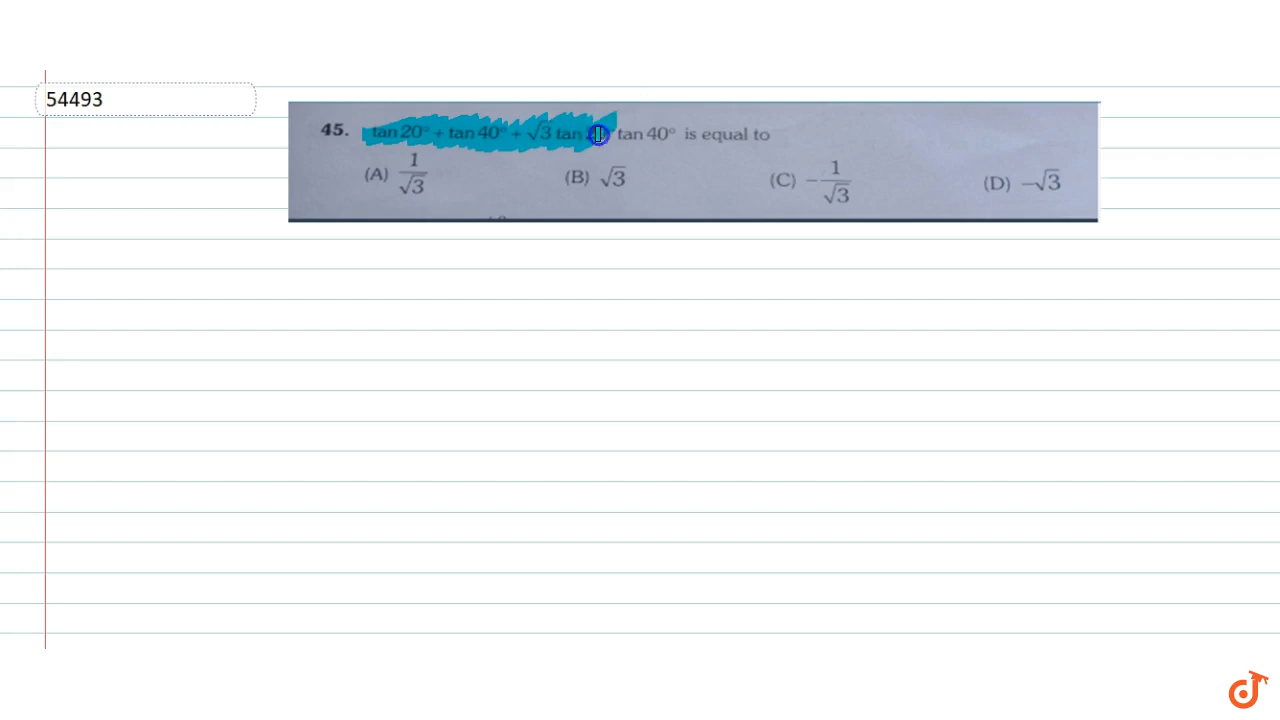 54493
45. tan 20° + tan 40° + √3 tan tan 40° is equal to
(A) 1/√3 (B) √3 (C) -1/√3 (D) -√3